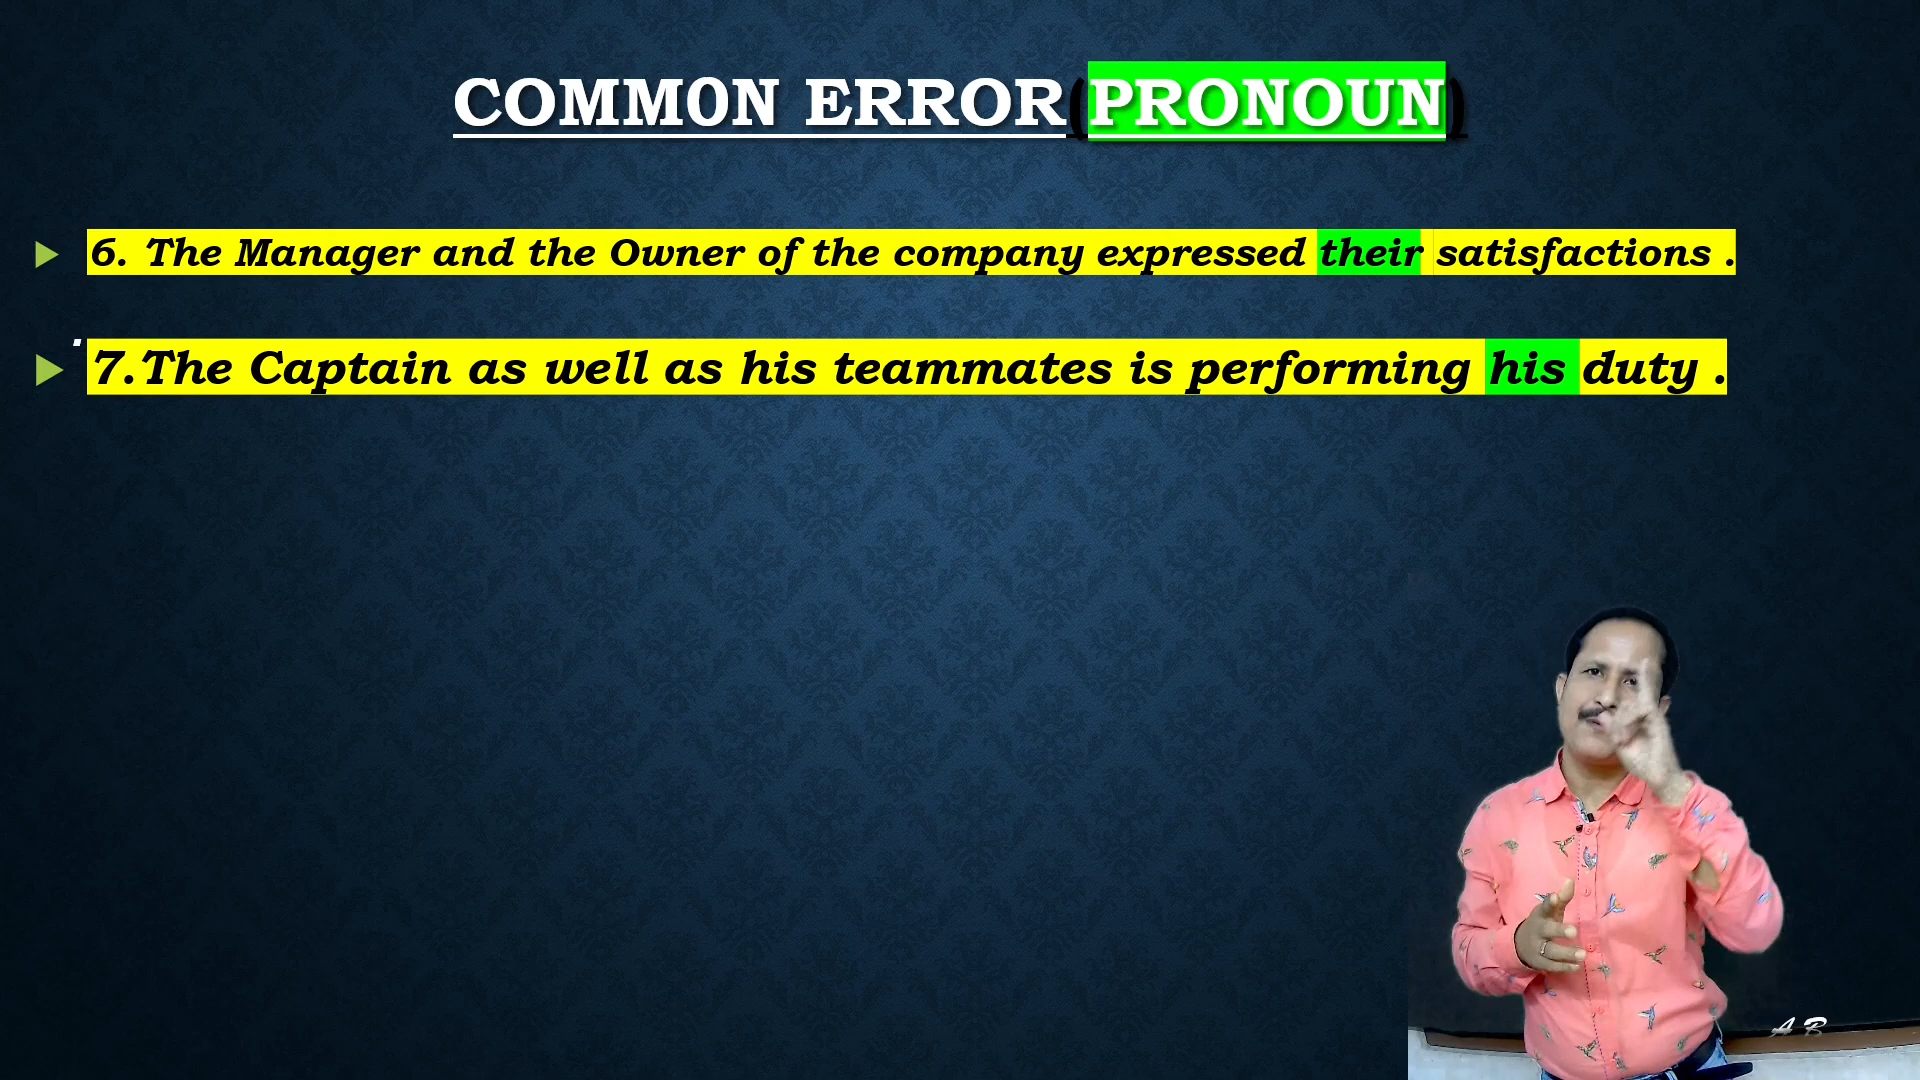 COMMON ERROR(PRONOUN)
6. The Manager and the Owner of the company expressed their satisfactions .
7.The Captain as well as his teammates is performing his duty .
A B